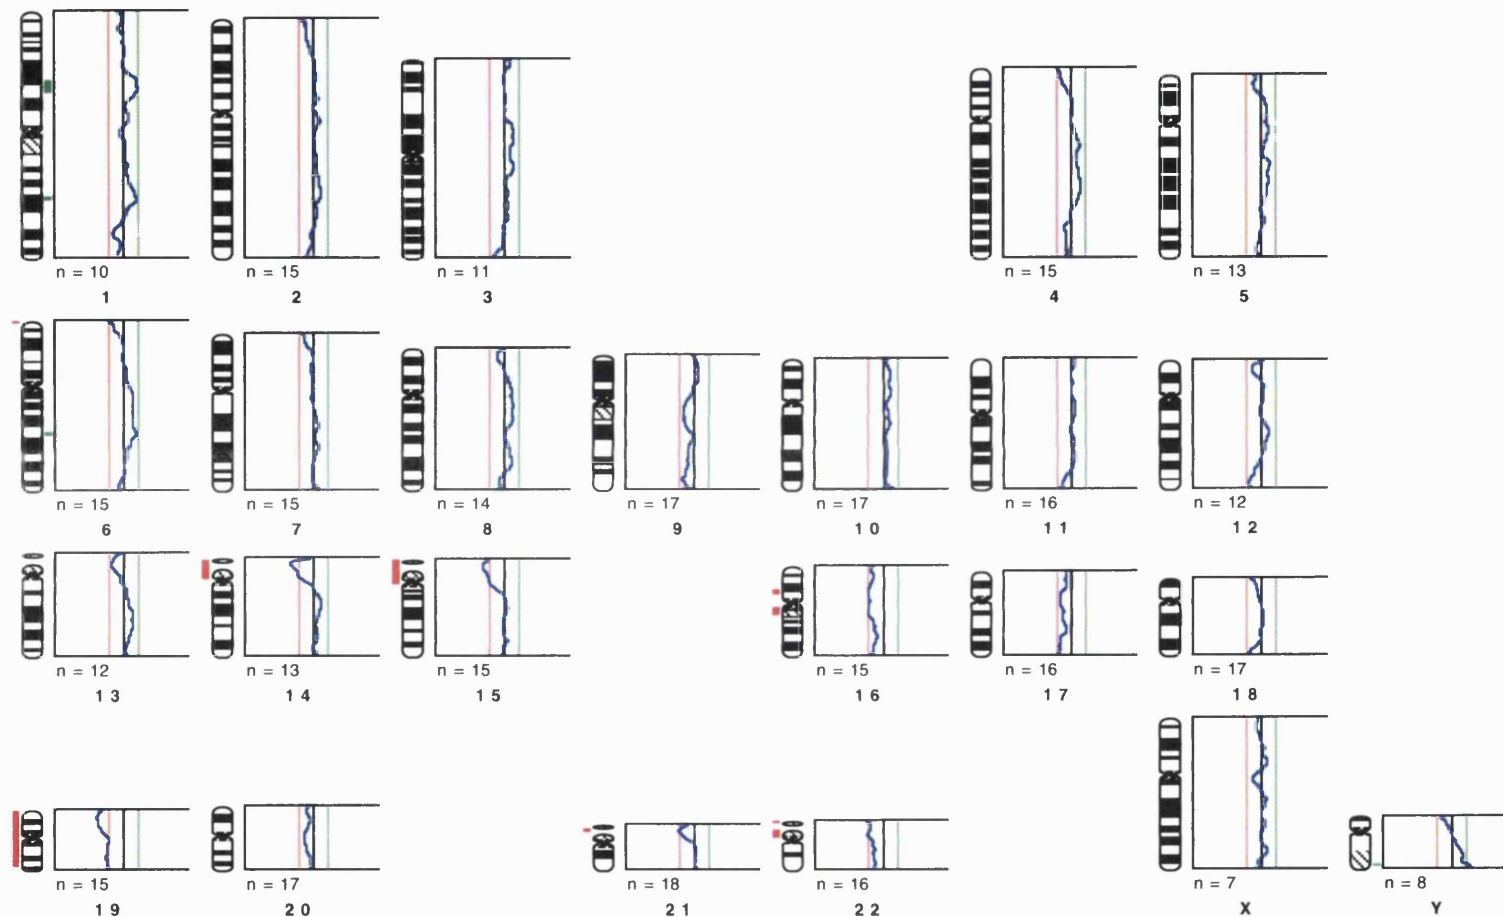 n = 10
n = 15
n = 11
n = 15
n = 13
1
2
3
4
5
n = 15
n = 15
n = 14
n = 17
n = 17
n = 16
n = 12
6
7
8
9
10
11
12
n = 12
n = 13
n = 15
n = 15
n = 16
n = 17
13
14
15
16
17
18
n = 15
n = 17
n = 18
n = 16
n = 7
n = 8
19
20
21
22
X
Y